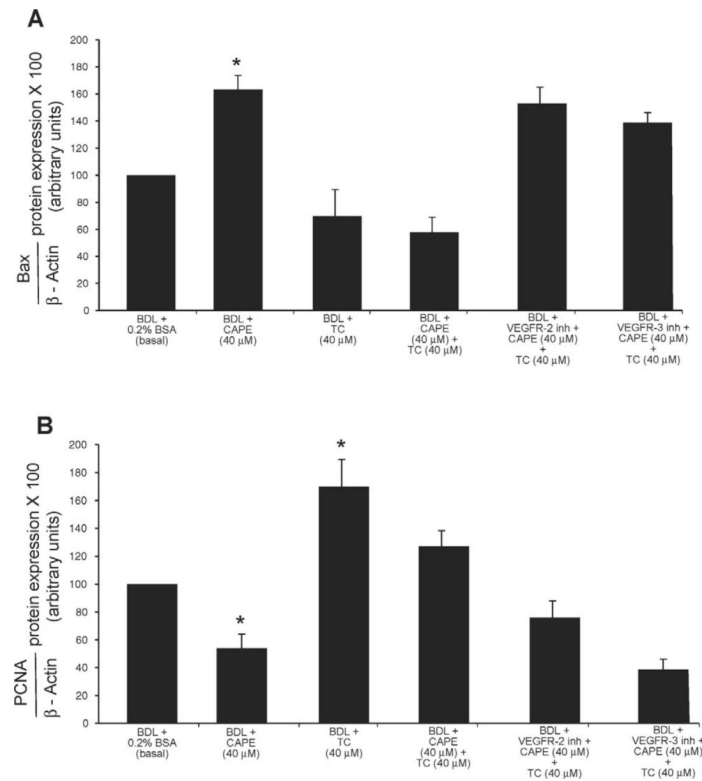 A
Bax
β - Actin
protein expression X 100
(arbitrary units)
200
180
160
140
120
100
80
60
40
20
0
*
BDL +
0.2% BSA
(basal)
BDL +
CAPE
(40 μM)
BDL +
TC
(40 μM)
BDL +
CAPE
(40 μM) +
TC (40 μM)
BDL +
VEGFR-2 inh +
CAPE (40 μM)
+
TC (40 μM)
BDL +
VEGFR-3 inh +
CAPE (40 μM)
+
TC (40 μM)
B
PCNA
β - Actin
protein expression X 100
(arbitrary units)
200
180
160
140
120
100
80
60
40
20
0
*
*
BDL +
0.2% BSA
(basal)
BDL +
CAPE
(40 μM)
BDL +
TC
(40 μM)
BDL +
CAPE
(40 μM) +
TC (40 μM)
BDL +
VEGFR-2 inh +
CAPE (40 μM)
+
TC (40 μM)
BDL +
VEGFR-3 inh +
CAPE (40 μM)
+
TC (40 μM)